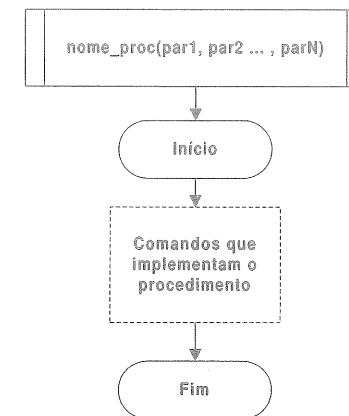 nome_proc(par1, par2 ... , parN)
Início
Comandos que
implementam o
procedimento
Fim